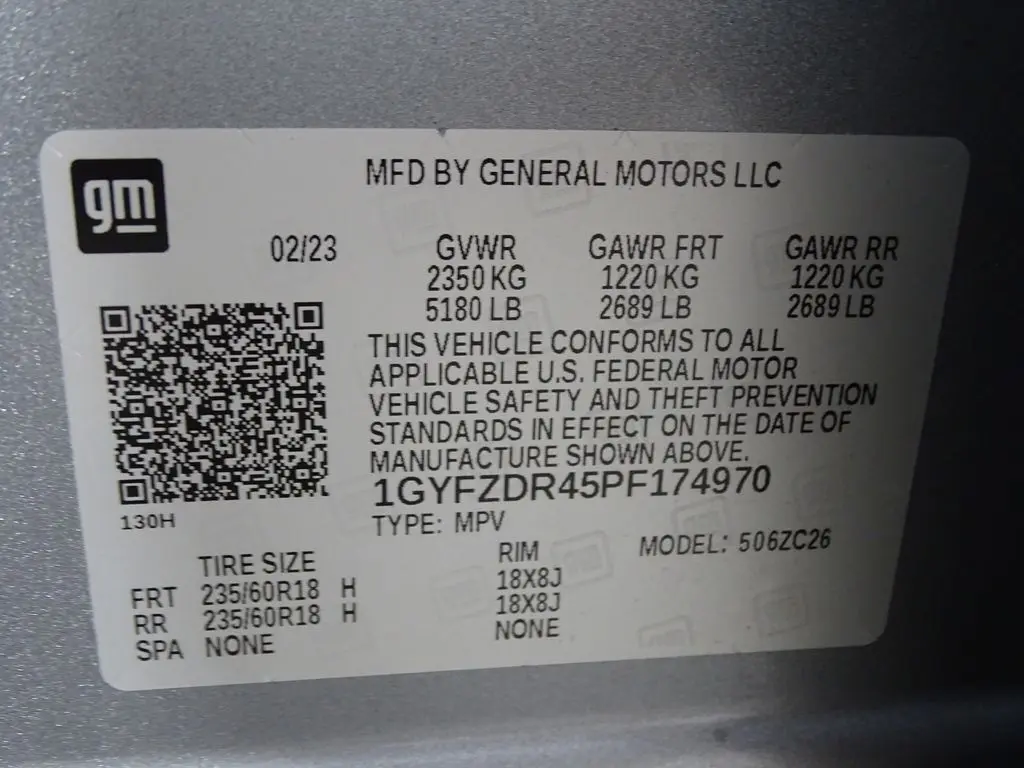 gm
MFD BY GENERAL MOTORS LLC
02/23 GVWR GAWR FRT GAWR RR
2350 KG 1220 KG 1220 KG
5180 LB 2689 LB 2689 LB
THIS VEHICLE CONFORMS TO ALL
APPLICABLE U.S. FEDERAL MOTOR
VEHICLE SAFETY AND THEFT PREVENTION
STANDARDS IN EFFECT ON THE DATE OF
MANUFACTURE SHOWN ABOVE.
1GYFZDR45PF174970
130H
TYPE: MPV
MODEL: 506ZC26
TIRE SIZE RIM
FRT 235/60R18 H 18X8J
RR 235/60R18 H 18X8J
SPA NONE NONE